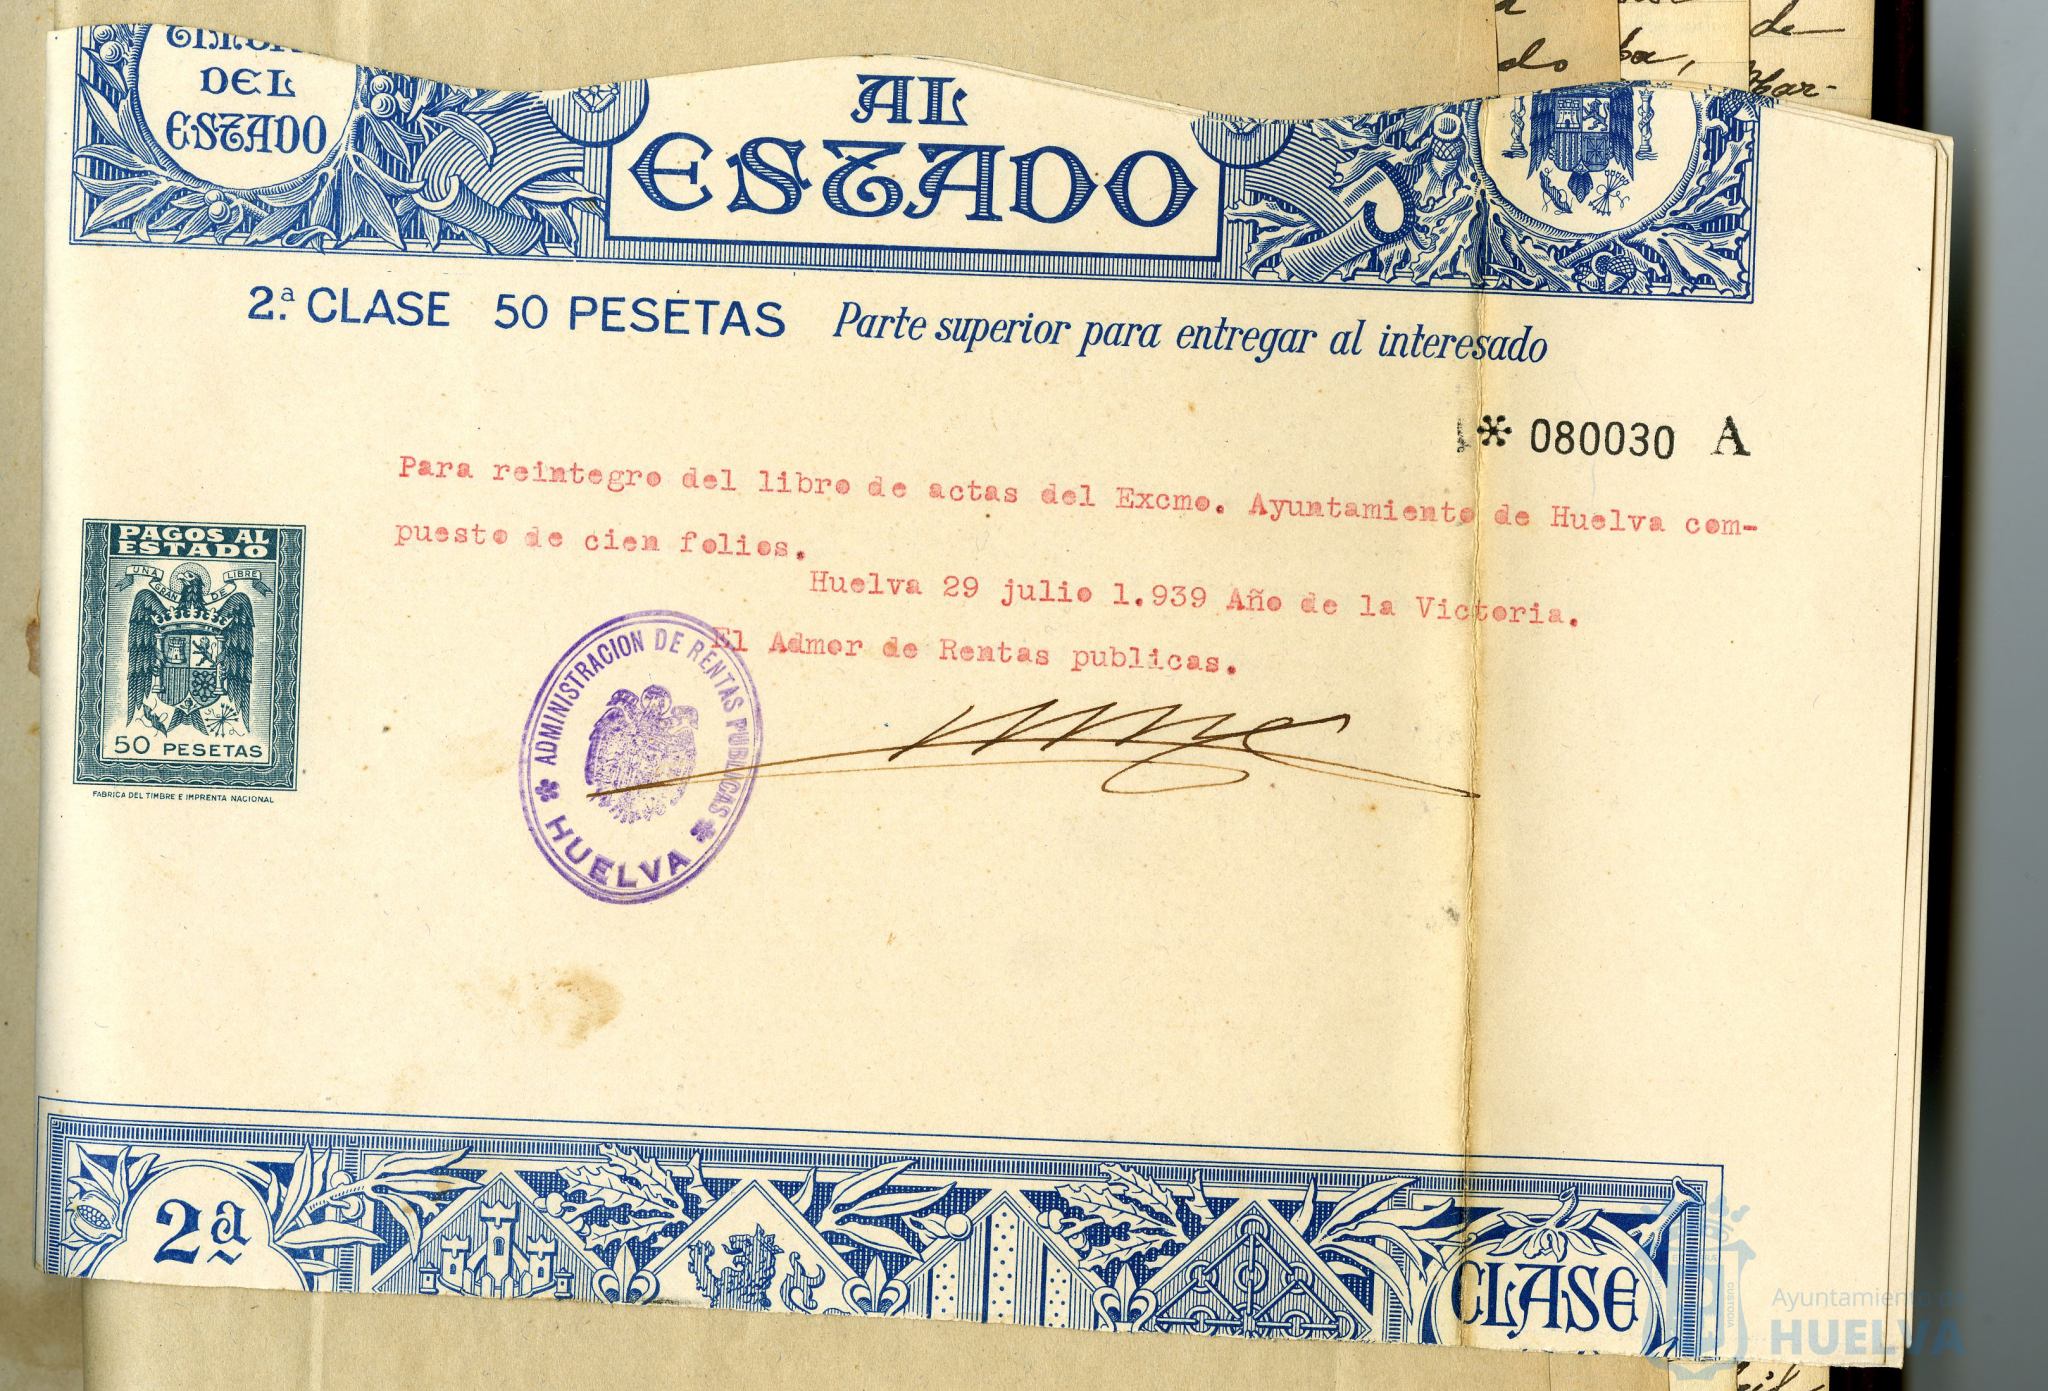 TIMBRE
DEL
ESTADO
AL
ESTADO
2.ª CLASE 50 PESETAS Parte superior para entregar al interesado
* 080030 A
Para reintegro del libro de actas del Excmo. Ayuntamiento de Huelva com-
puesto de cien folios.
Huelva 29 julio 1.939 Año de la Victoria.
El Admor de Rentas publicas.
PAGOS AL
ESTADO
UNA GRANDE LIBRE
50 PESETAS
FABRICA DEL TIMBRE E IMPRENTA NACIONAL
ADMINISTRACION DE RENTAS PUBLICAS
HUELVA
2ª
CLASE
Ayuntamiento de
HUELVA